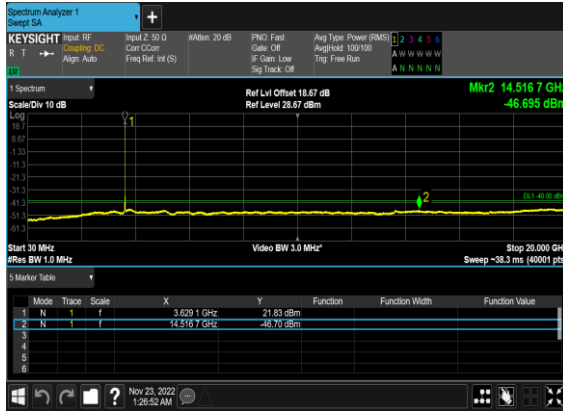 Spectrum Analyzer 1
Swept SA
+
KEYSIGHT Input: RF Input Z: 50 Ω #Atten: 20 dB PNO: Fast Avg Type: Power (RMS) 1 2 3 4 5 6
R T Coupling: DC Corr CCorr Gate: Off Avg|Hold: 100/100 A W W W W W
Align: Auto Freq Ref: Int (S) IF Gain: Low Trig: Free Run
LU Sig Track: Off A N N N N N
1 Spectrum Ref Lvl Offset 18.67 dB Mkr2 14.516 7 GHz
Scale/Div 10 dB Ref Level 28.67 dBm -46.695 dBm
Log
18.7
8.67
-1.33
-11.3
-21.3
-31.3
-41.3
-51.3
-61.3
1
2
DL1 -40.00 dB
Start 30 MHz Video BW 3.0 MHz* Stop 20.000 GH
#Res BW 1.0 MHz Sweep ~38.3 ms (40001 pts
5 Marker Table
Mode Trace Scale X Y Function Function Width Function Value
1 N 1 f 3.629 1 GHz 21.83 dBm
2 N 1 f 14.516 7 GHz -46.70 dBm
3
4
5
6
? Nov 23, 2022
1:26:52 AM